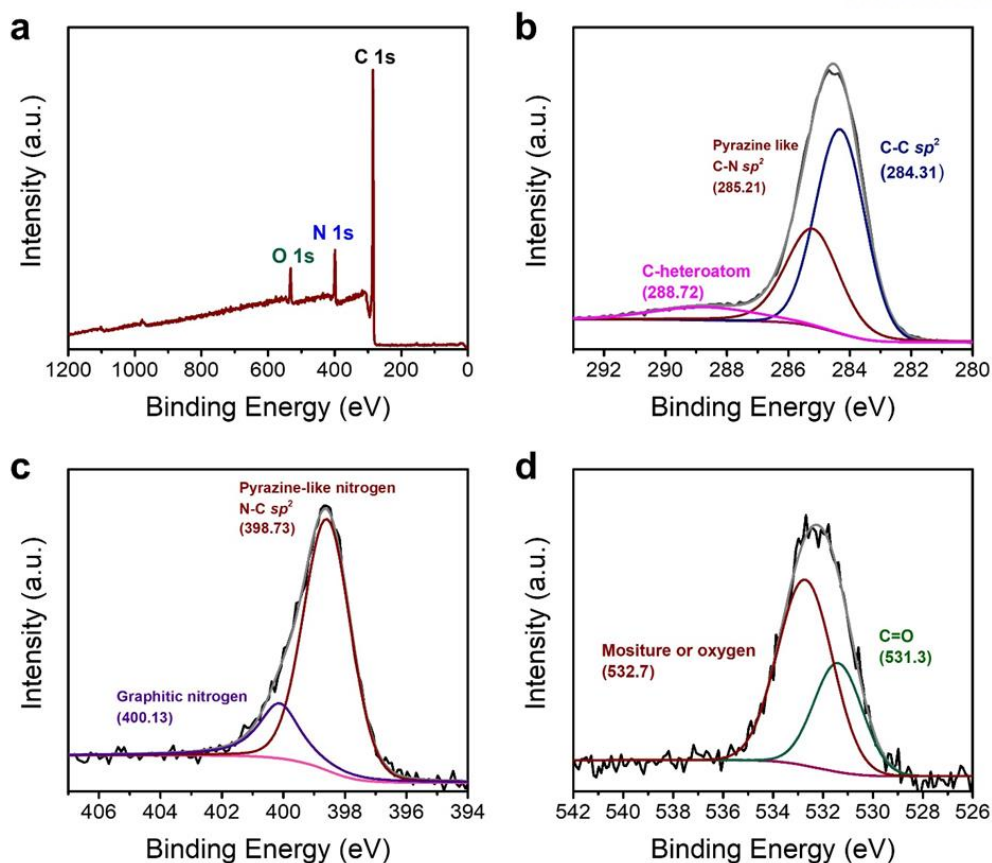 a
C 1s
N 1s
O 1s
Intensity (a.u.)
1200 1000 800 600 400 200 0
Binding Energy (eV)
b
Pyrazine like
C-N sp²
(285.21)
C-C sp²
(284.31)
C-heteroatom
(288.72)
Intensity (a.u.)
292 290 288 286 284 282 280
Binding Energy (eV)
c
Pyrazine-like nitrogen
N-C sp²
(398.73)
Graphitic nitrogen
(400.13)
Intensity (a.u.)
406 404 402 400 398 396 394
Binding Energy (eV)
d
Mositure or oxygen
(532.7)
C=O
(531.3)
Intensity (a.u.)
542 540 538 536 534 532 530 528 526
Binding Energy (eV)